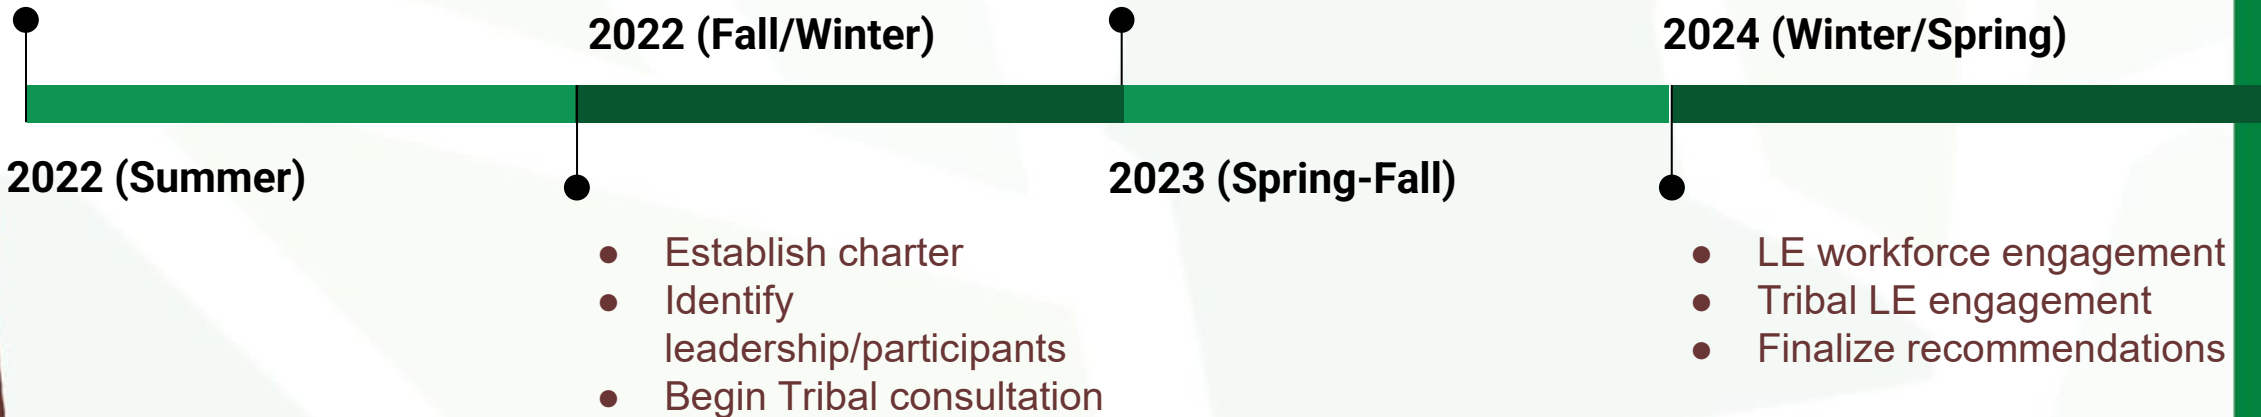 2022 (Fall/Winter)
2024 (Winter/Spring)
2022 (Summer)
2023 (Spring-Fall)
● Establish charter
● Identify
leadership/participants
● Begin Tribal consultation
● LE workforce engagement
● Tribal LE engagement
● Finalize recommendations